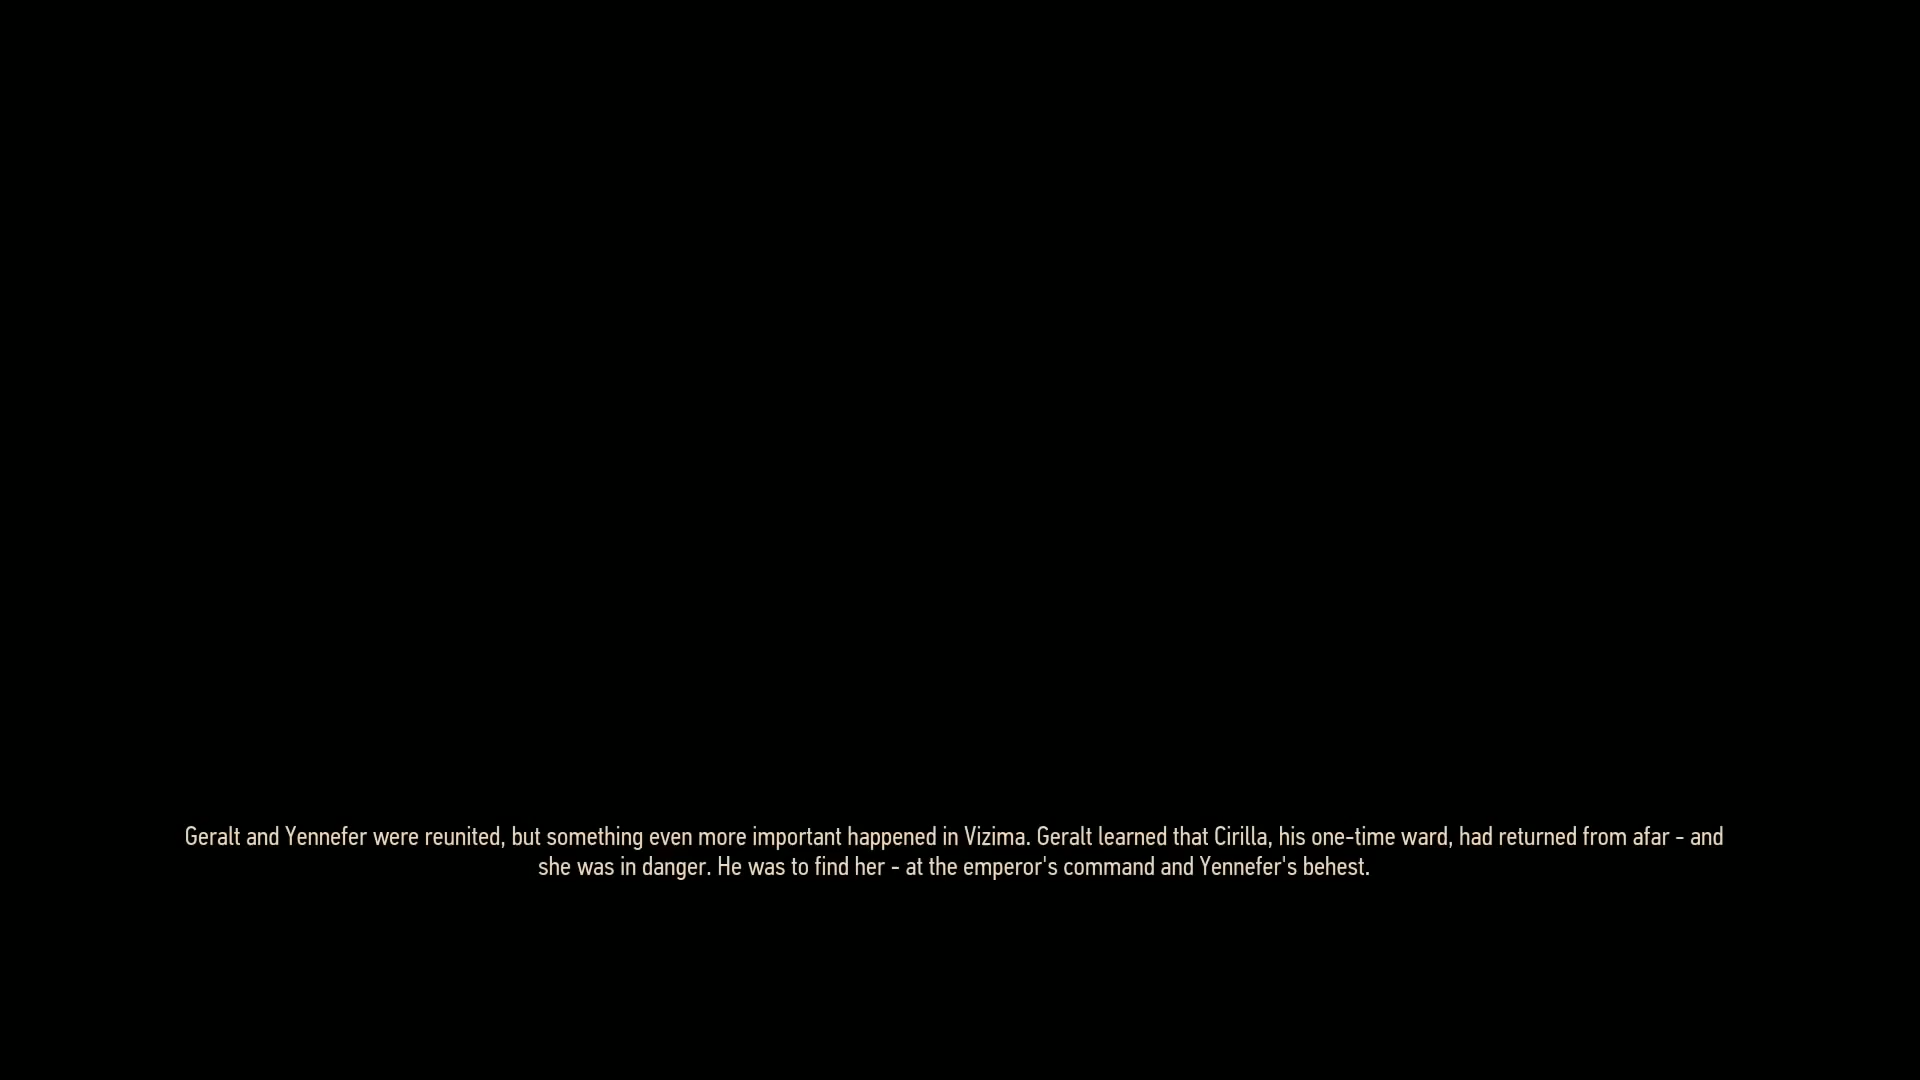 Geralt and Yennefer were reunited, but something even more important happened in Vizima. Geralt learned that Cirilla, his one-time ward, had returned from afar - and
she was in danger. He was to find her - at the emperor's command and Yennefer's behest.